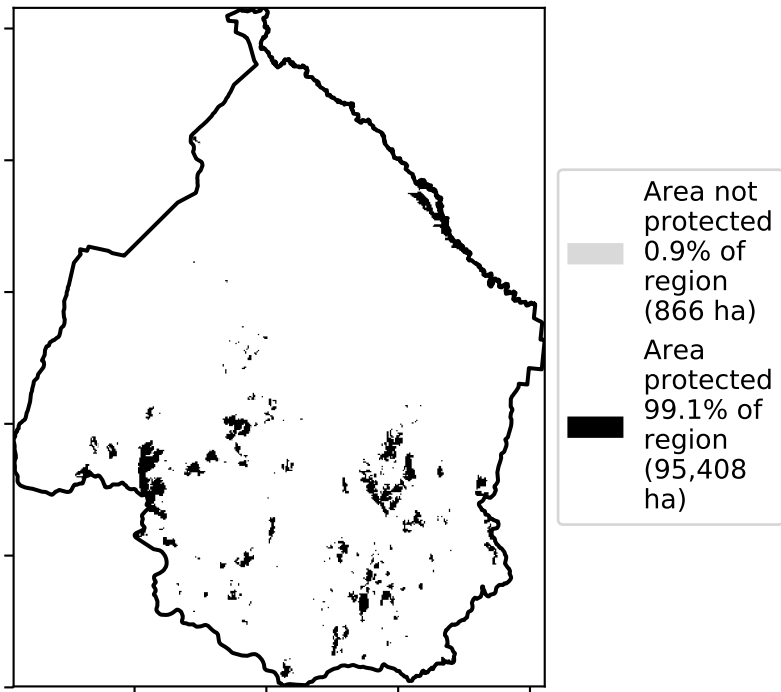 Area not
protected
0.9% of
region
(866 ha)
Area
protected
99.1% of
region
(95,408
ha)